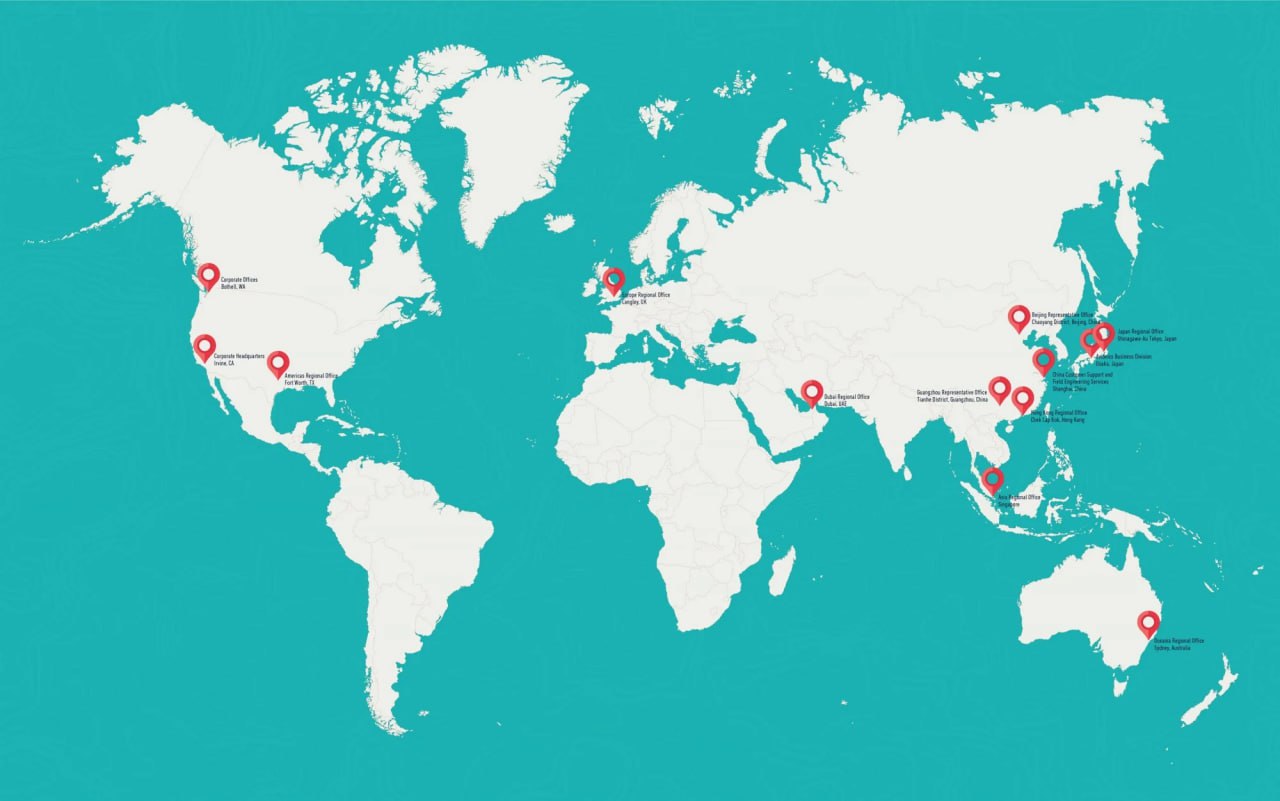 Corporate Offices
Bothell, WA
Corporate Headquarters
Irvine, CA
Americas Regional Office
Fort Worth, TX
Europe Regional Office
Langley, UK
Dubai Regional Office
Dubai, UAE
Beijing Representative Office
Chaoyang District, Beijing, China
Japan Regional Office
Shinagawa-Ku Tokyo, Japan
Business Division
Osaka, Japan
China Customer Support and
Field Engineering Services
Shanghai, China
Guangzhou Representative Office
Tianhe District, Guangzhou, China
Hong Kong Regional Office
Chek Lap Kok, Hong Kong
Asia Regional Office
Singapore
Oceania Regional Office
Sydney, Australia